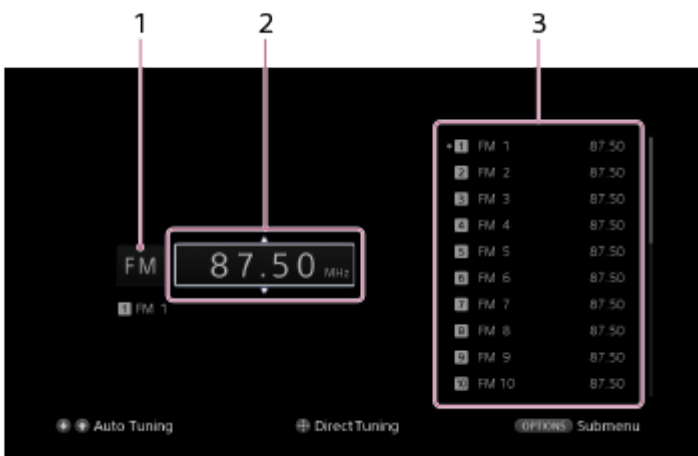 1 2 3
FM 87.50 MHz
1 FM 1
1 FM 1 87.50
2 FM 2 87.50
3 FM 3 87.50
4 FM 4 87.50
5 FM 5 87.50
6 FM 6 87.50
7 FM 7 87.50
8 FM 8 87.50
9 FM 9 87.50
10 FM 10 87.50
Auto Tuning Direct Tuning OPTIONS Submenu